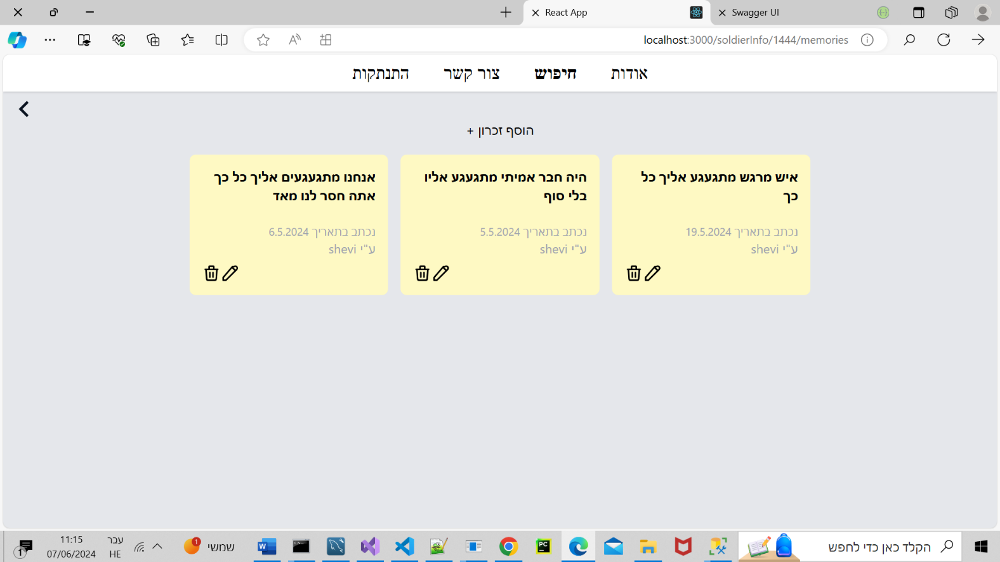 React App
Swagger UI
localhost:3000/soldierInfo/1444/memories
אודות
חיפוש
צור קשר
התנתקות
הוסף זכרון +
איש מרגש מתגעגע אליך כל
כך
נכתב בתאריך 19.5.2024
ע"י shevi
היה חבר אמיתי מתגעגע אליו
בלי סוף
נכתב בתאריך 5.5.2024
ע"י shevi
אנחנו מתגעגעים אליך כל כך
אתה חסר לנו מאד
נכתב בתאריך 6.5.2024
ע"י shevi
הקלד כאן כדי לחפש
PC
שמשי
1
עבר
HE
11:15
07/06/2024
1